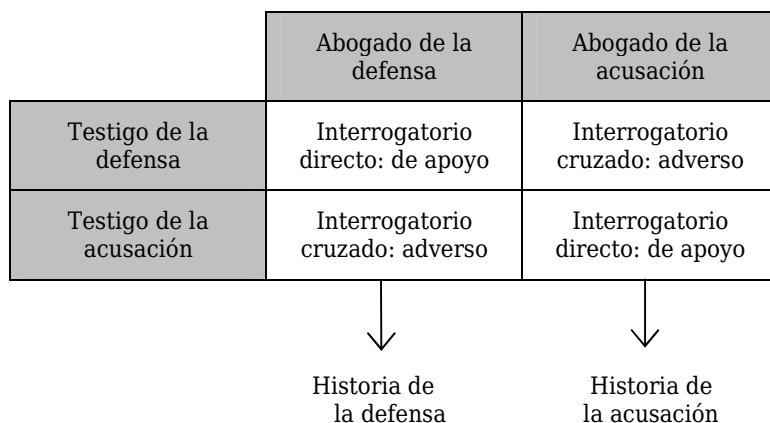 Abogado de la
defensa
Abogado de la
acusación
Testigo de la
defensa
Interrogatorio
directo: de apoyo
Interrogatorio
cruzado: adverso
Testigo de la
acusación
Interrogatorio
cruzado: adverso
Interrogatorio
directo: de apoyo
Historia de
la defensa
Historia de
la acusación